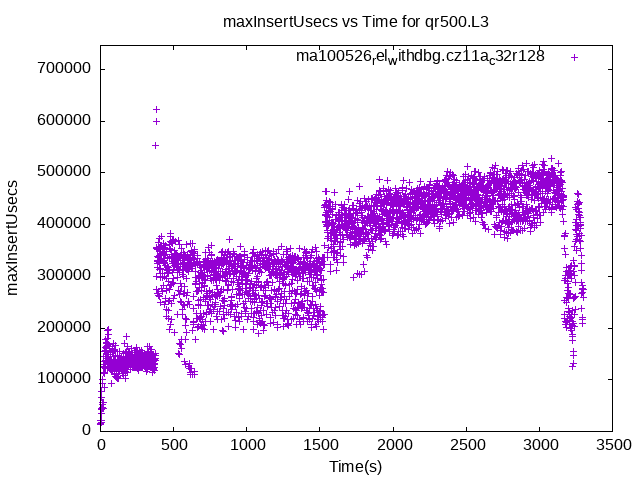 maxInsertUsecs vs Time for qr500.L3
ma100526relwithdbg.cz11ac32r128
700000
600000
500000
400000
300000
200000
100000
0
maxInsertUsecs
0 500 1000 1500 2000 2500 3000 3500
Time(s)